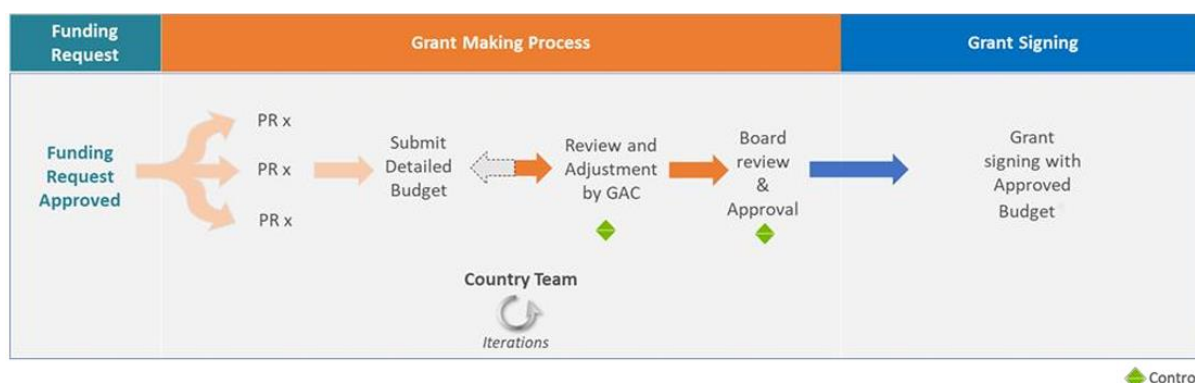 Funding
Request
Grant Making Process
Grant Signing
Funding
Request
Approved
PR x
PR x
PR x
Submit
Detailed
Budget
Review and
Adjustment
by GAC
Board
review
&
Approval
Grant
signing with
Approved
Budget
Country Team
Iterations
Contro